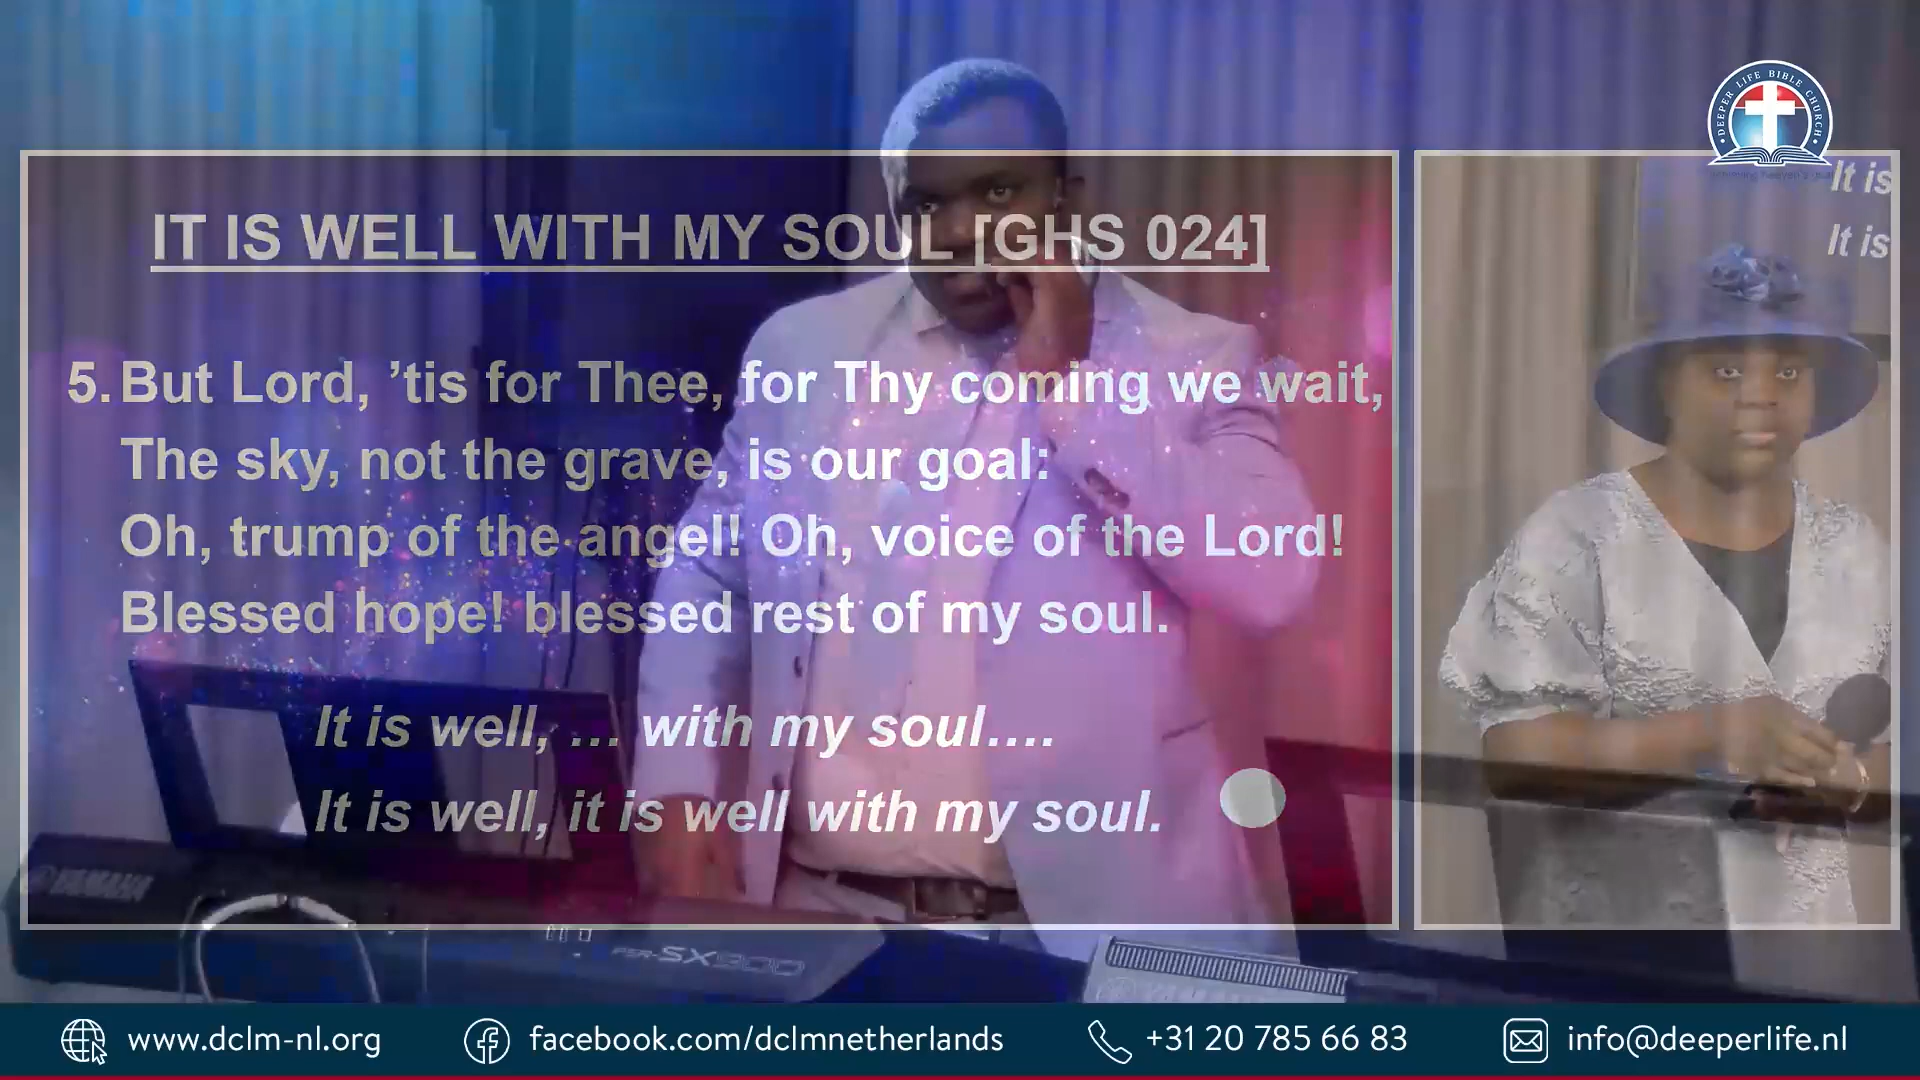 DEEPER LIFE BIBLE CHURCH
It is
It is
IT IS WELL WITH MY SOUL [GHS 024]
5. But Lord, ’tis for Thee, for Thy coming we wait,
The sky, not the grave, is our goal:
Oh, trump of the angel! Oh, voice of the Lord!
Blessed hope! blessed rest of my soul.
It is well, ... with my soul....
It is well, it is well with my soul.
YAMAHA
PSR-SX900
YAMAHA
www.dclm-nl.org
facebook.com/dclmnetherlands
+31 20 785 66 83
info@deeperlife.nl